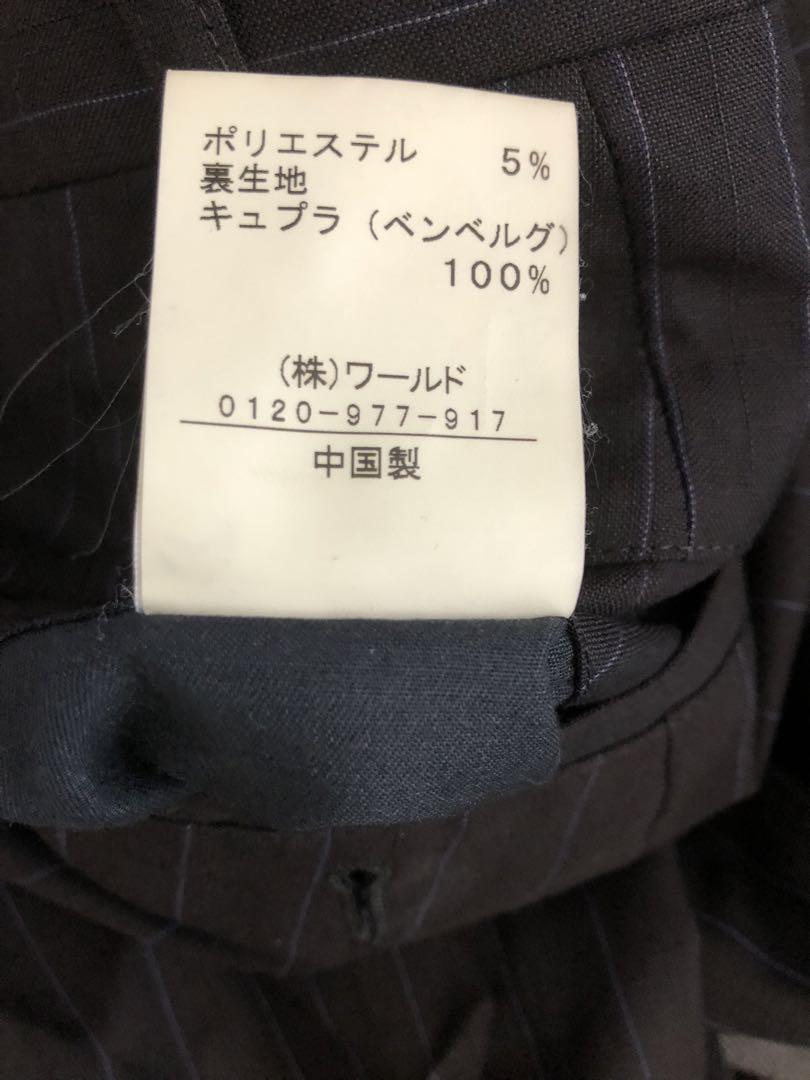 ポリエステル 5%
裏生地
キュプラ(ベンベルグ)
100%
(株)ワールド
0120-977-917
中国製